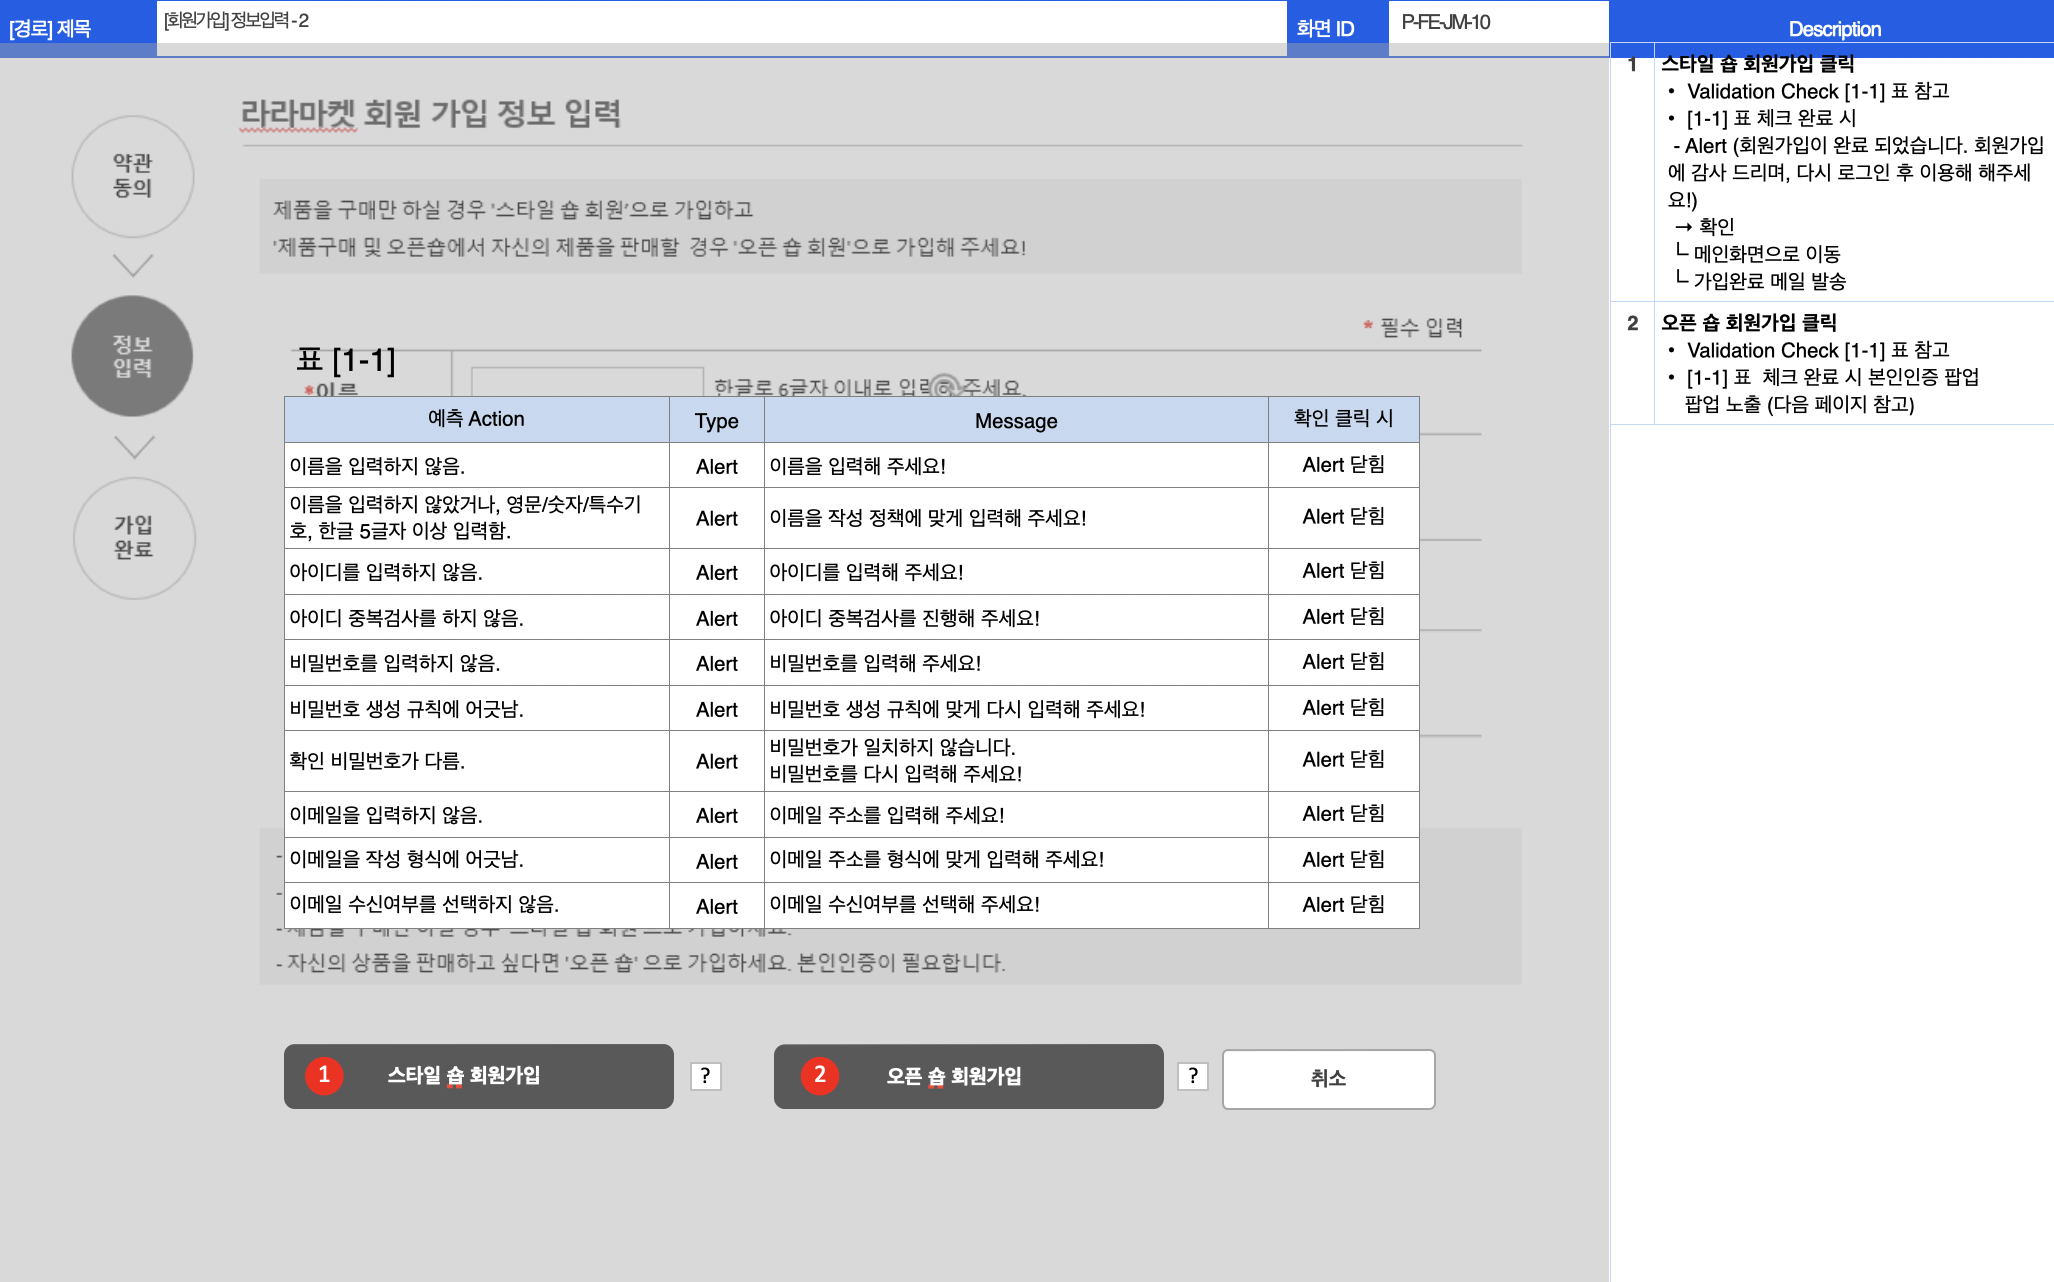 [경로] 제목
[회원가입] 정보입력 - 2
화면 ID
P-FE-JM-10
Description
라라마켓 회원 가입 정보 입력
약관
동의
정보
입력
가입
완료
제품을 구매만 하실 경우 '스타일 숍 회원'으로 가입하고
'제품구매 및 오픈숍에서 자신의 제품을 판매할 경우 '오픈 숍 회원'으로 가입해 주세요!
* 필수 입력
표 [1-1]
*이름
한글로 6글자 이내로 입력해 주세요.
예측 Action Type Message 확인 클릭 시
이름을 입력하지 않음. Alert 이름을 입력해 주세요! Alert 닫힘
이름을 입력하지 않았거나, 영문/숫자/특수기
호, 한글 5글자 이상 입력함. Alert 이름을 작성 정책에 맞게 입력해 주세요! Alert 닫힘
아이디를 입력하지 않음. Alert 아이디를 입력해 주세요! Alert 닫힘
아이디 중복검사를 하지 않음. Alert 아이디 중복검사를 진행해 주세요! Alert 닫힘
비밀번호를 입력하지 않음. Alert 비밀번호를 입력해 주세요! Alert 닫힘
비밀번호 생성 규칙에 어긋남. Alert 비밀번호 생성 규칙에 맞게 다시 입력해 주세요! Alert 닫힘
확인 비밀번호가 다름. Alert 비밀번호가 일치하지 않습니다.
비밀번호를 다시 입력해 주세요! Alert 닫힘
이메일을 입력하지 않음. Alert 이메일 주소를 입력해 주세요! Alert 닫힘
이메일을 작성 형식에 어긋남. Alert 이메일 주소를 형식에 맞게 입력해 주세요! Alert 닫힘
이메일 수신여부를 선택하지 않음. Alert 이메일 수신여부를 선택해 주세요! Alert 닫힘
- 제품을 구매만 하실 경우 '스타일 숍 회원'으로 가입하세요.
- 자신의 상품을 판매하고 싶다면 '오픈 숍' 으로 가입하세요. 본인인증이 필요합니다.
1 스타일 숍 회원가입 ?
2 오픈 숍 회원가입 ?
취소
1 스타일 숍 회원가입 클릭
• Validation Check [1-1] 표 참고
• [1-1] 표 체크 완료 시
- Alert (회원가입이 완료 되었습니다. 회원가입
에 감사 드리며, 다시 로그인 후 이용해 해주세
요!)
→ 확인
└ 메인화면으로 이동
└ 가입완료 메일 발송
2 오픈 숍 회원가입 클릭
• Validation Check [1-1] 표 참고
• [1-1] 표 체크 완료 시 본인인증 팝업
팝업 노출 (다음 페이지 참고)